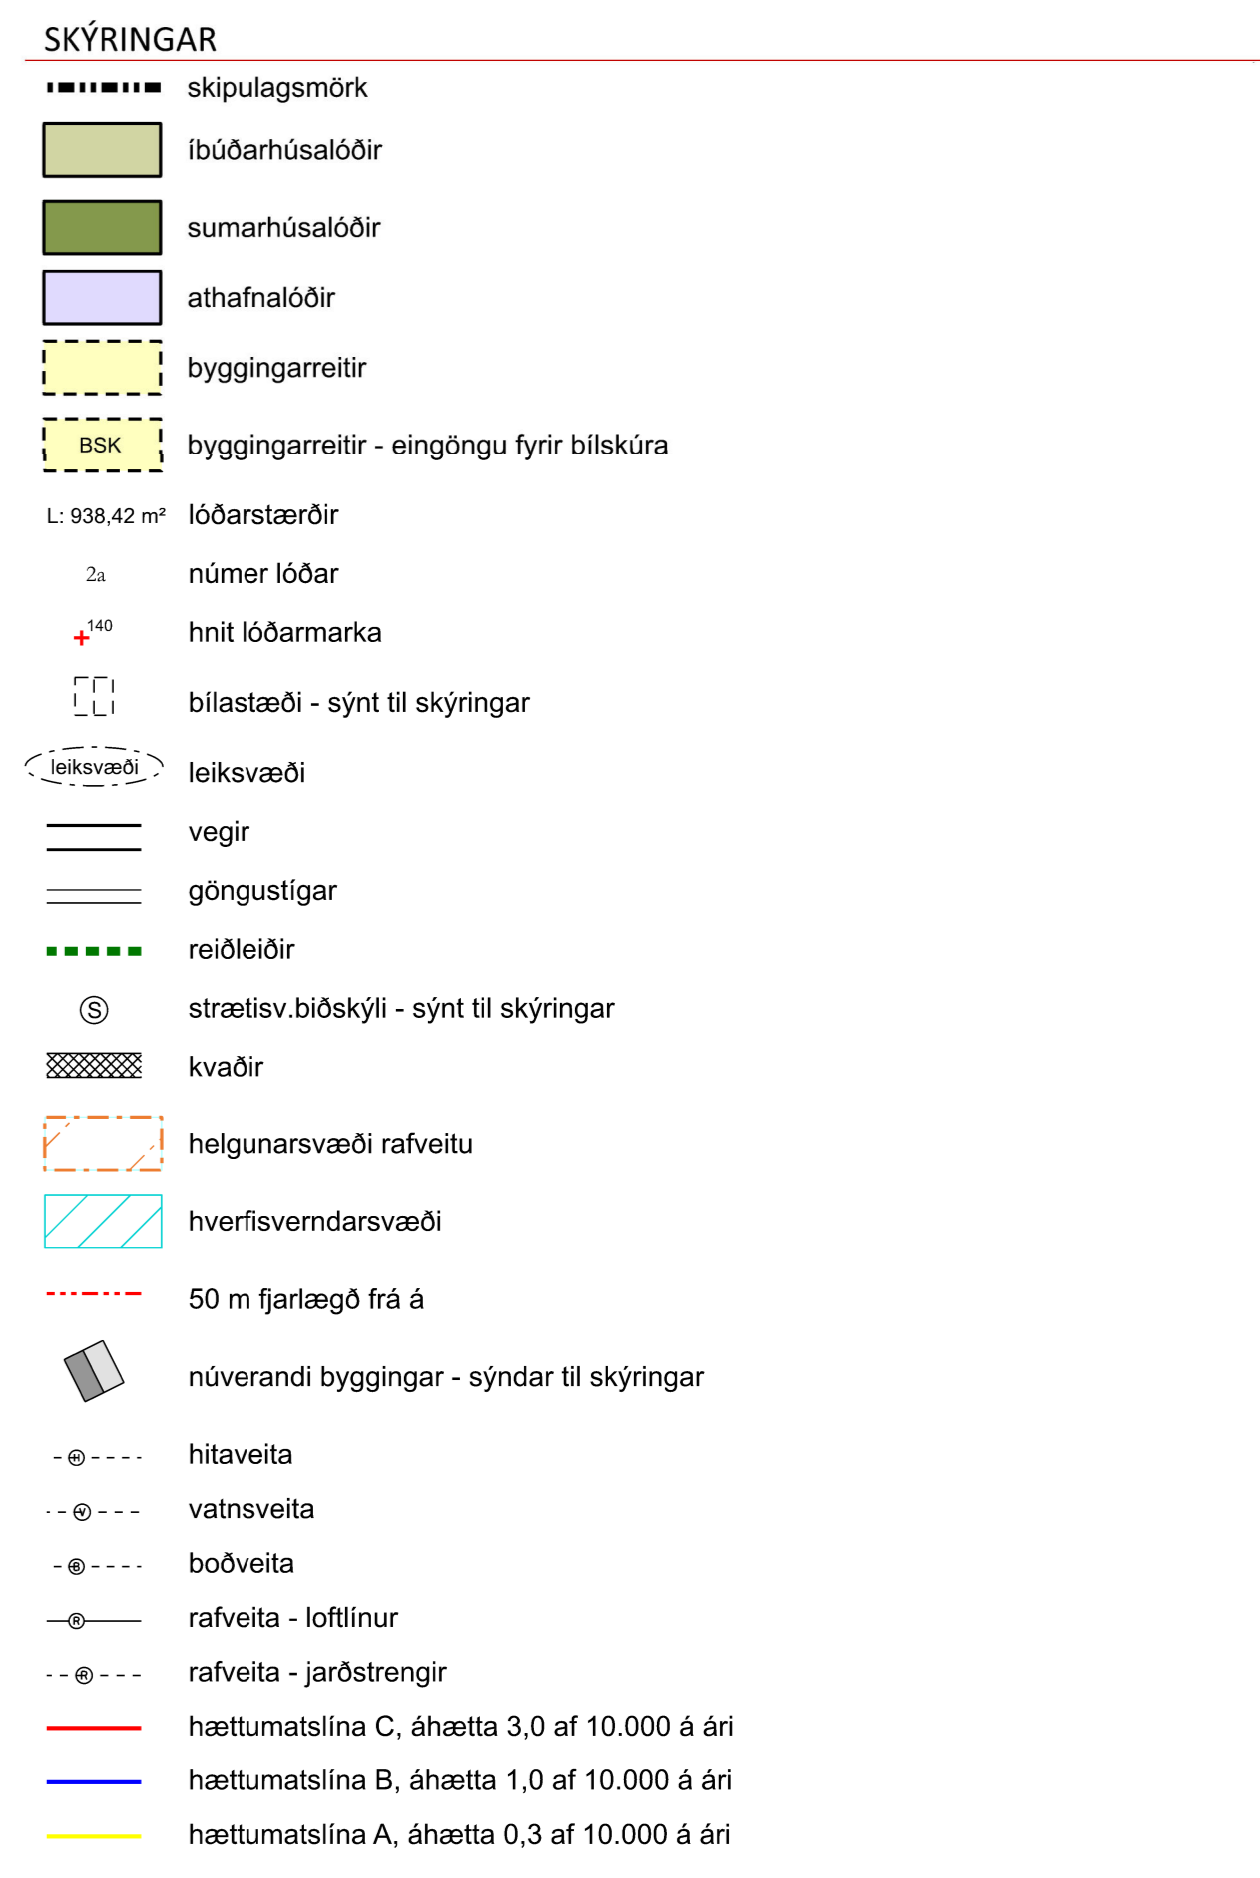 SKÝRINGAR
skipulagsmörk
íbúðarhúsalóðir
sumarhúsalóðir
athafnalóðir
byggingarreitir
BSK byggingarreitir - eingöngu fyrir bílskúra
L: 938,42 m² lóðarstærðir
2a númer lóðar
140 hnit lóðarmarka
bílastæði - sýnt til skýringar
leiksvæði leiksvæði
vegir
göngustígar
reiðleiðir
S strætisv.biðskýli - sýnt til skýringar
kvaðir
helgunarsvæði rafveitu
hverfisverndarsvæði
50 m fjarlægð frá á
núverandi byggingar - sýndar til skýringar
H hitaveita
V vatnsveita
B boðveita
R rafveita - loftlínur
R rafveita - jarðstrengir
hættumatslína C, áhætta 3,0 af 10.000 á ári
hættumatslína B, áhætta 1,0 af 10.000 á ári
hættumatslína A, áhætta 0,3 af 10.000 á ári